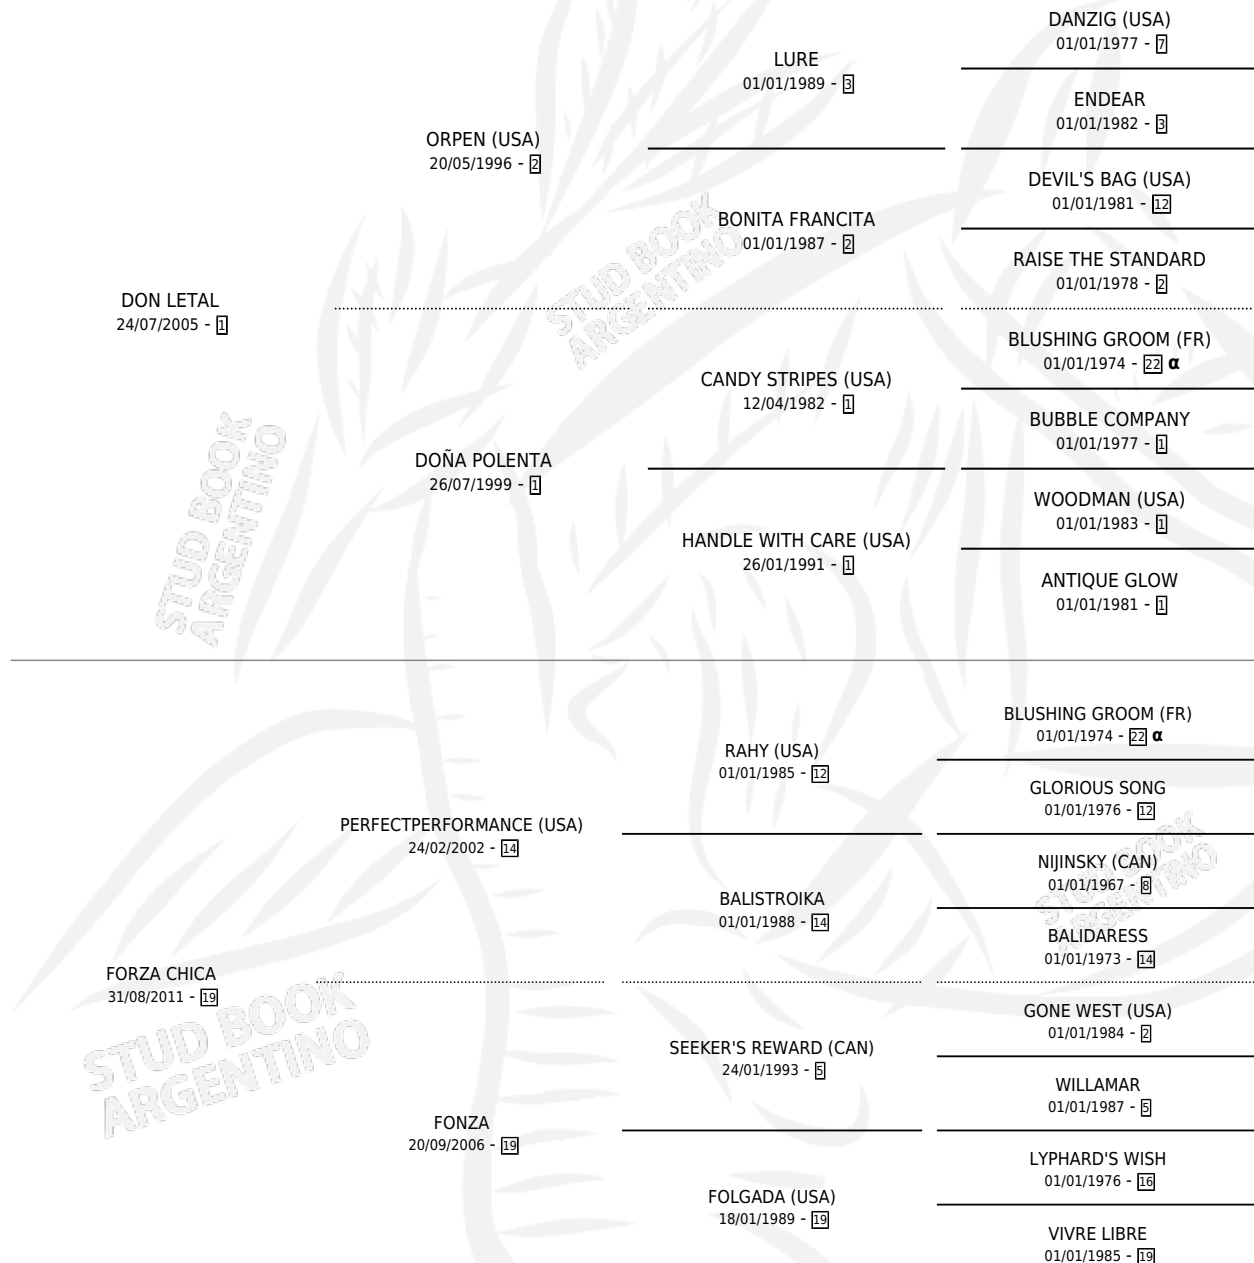 DANZIG (USA)
01/01/1977 - 7
LURE
01/01/1989 - 3
ENDEAR
01/01/1982 - 3
ORPEN (USA)
20/05/1996 - 2
DEVIL'S BAG (USA)
01/01/1981 - 12
BONITA FRANCITA
01/01/1987 - 2
RAISE THE STANDARD
01/01/1978 - 2
DON LETAL
24/07/2005 - 1
BLUSHING GROOM (FR)
01/01/1974 - 22 α
CANDY STRIPES (USA)
12/04/1982 - 1
BUBBLE COMPANY
01/01/1977 - 1
DOÑA POLENTA
26/07/1999 - 1
WOODMAN (USA)
01/01/1983 - 1
HANDLE WITH CARE (USA)
26/01/1991 - 1
ANTIQUE GLOW
01/01/1981 - 1
BLUSHING GROOM (FR)
01/01/1974 - 22 α
RAHY (USA)
01/01/1985 - 12
GLORIOUS SONG
01/01/1976 - 12
PERFECTPERFORMANCE (USA)
24/02/2002 - 14
NIJINSKY (CAN)
01/01/1967 - 8
BALISTROIKA
01/01/1988 - 14
BALIDARESS
01/01/1973 - 14
FORZA CHICA
31/08/2011 - 19
GONE WEST (USA)
01/01/1984 - 2
SEEKER'S REWARD (CAN)
24/01/1993 - 5
WILLAMAR
01/01/1987 - 5
FONZA
20/09/2006 - 19
LYPHARD'S WISH
01/01/1976 - 16
FOLGADA (USA)
18/01/1989 - 19
VIVRE LIBRE
01/01/1985 - 19
STUD BOOK
ARGENTINO
STUD BOOK
ARGENTINO
STUD BOOK
ARGENTINO
STUD BOOK
ARGENTINO